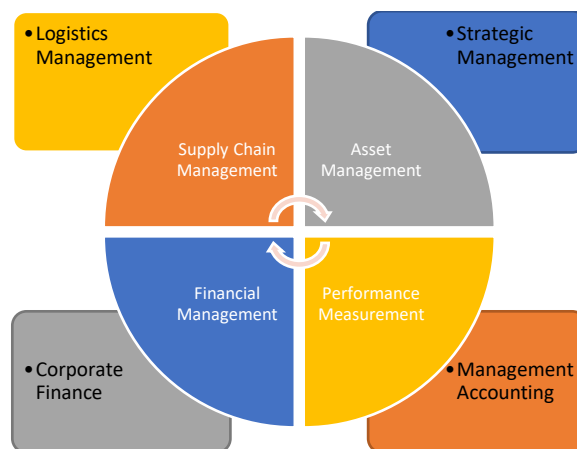 •Logistics
Management
•Strategic
Management
Supply Chain
Management
Asset
Management
Financial
Management
Performance
Measurement
•Corporate
Finance
•Management
Accounting